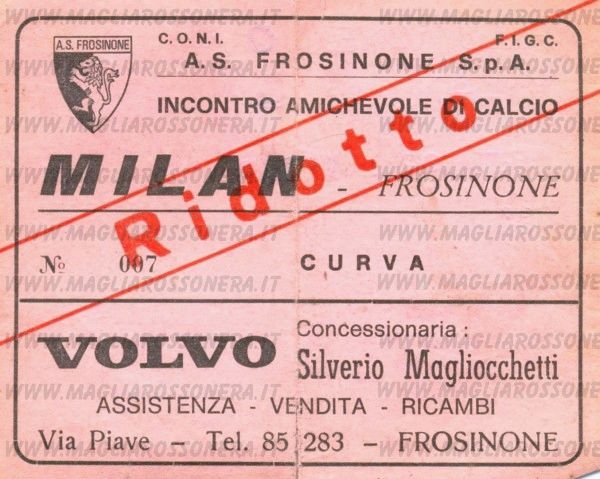 A.S. FROSINONE
C.O.N.I.
F.I.G.C.
A.S. FROSINONE S.p.A.
INCONTRO AMICHEVOLE DI CALCIO
MILAN - FROSINONE
Ridotto
№ 007
CURVA
VOLVO
Concessionaria :
Silverio Magliocchetti
ASSISTENZA - VENDITA - RICAMBI
Via Piave - Tel. 85 283 - FROSINONE
WWW.MAGLIAROSSONERA.IT